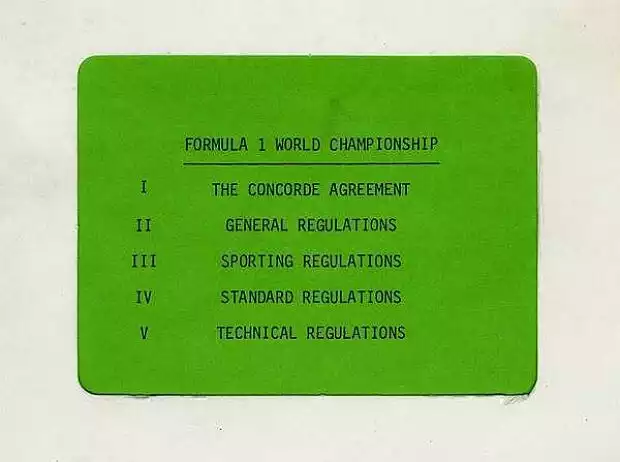 FORMULA 1 WORLD CHAMPIONSHIP
I THE CONCORDE AGREEMENT
II GENERAL REGULATIONS
III SPORTING REGULATIONS
IV STANDARD REGULATIONS
V TECHNICAL REGULATIONS